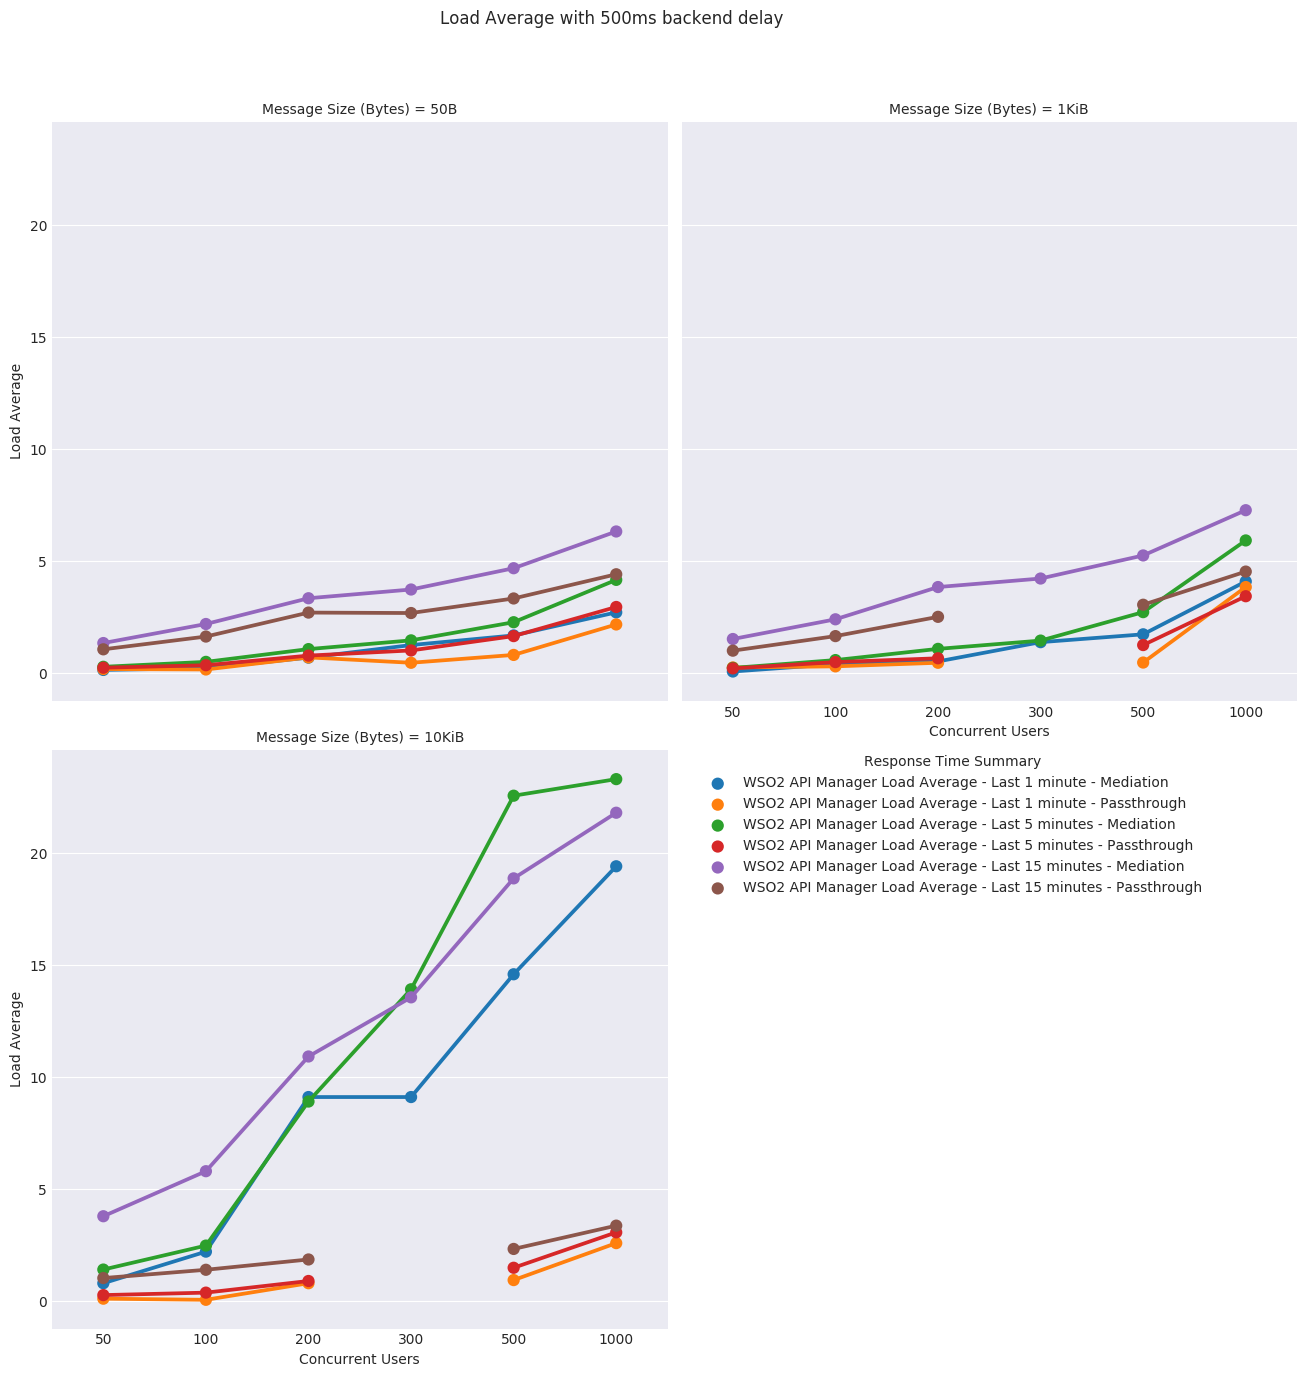 Load Average with 500ms backend delay
Message Size (Bytes) = 50B
Message Size (Bytes) = 1KiB
20
15
10
5
0
Load Average
50 100 200 300 500 1000
Concurrent Users
Message Size (Bytes) = 10KiB
20
15
10
5
0
Load Average
50 100 200 300 500 1000
Concurrent Users
Response Time Summary
WSO2 API Manager Load Average - Last 1 minute - Mediation
WSO2 API Manager Load Average - Last 1 minute - Passthrough
WSO2 API Manager Load Average - Last 5 minutes - Mediation
WSO2 API Manager Load Average - Last 5 minutes - Passthrough
WSO2 API Manager Load Average - Last 15 minutes - Mediation
WSO2 API Manager Load Average - Last 15 minutes - Passthrough